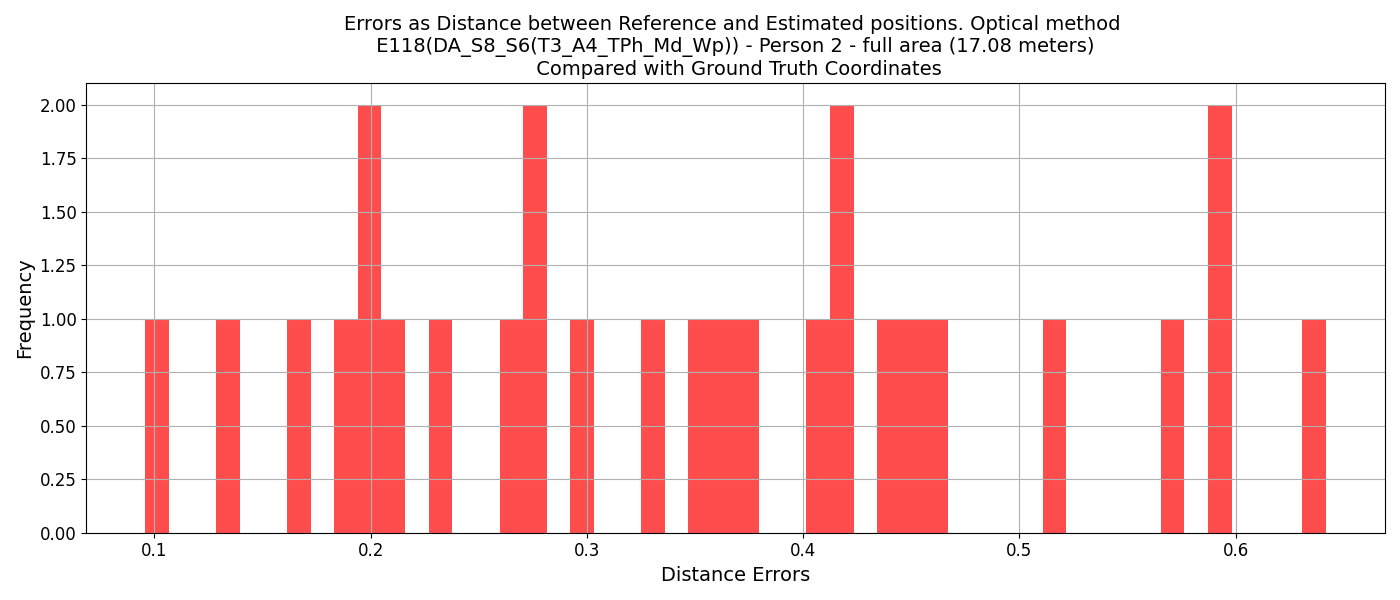 Errors as Distance between Reference and Estimated positions. Optical method
E118(DA_S8_S6(T3_A4_TPh_Md_Wp)) - Person 2 - full area (17.08 meters)
Compared with Ground Truth Coordinates
Frequency
2.00
1.75
1.50
1.25
1.00
0.75
0.50
0.25
0.00
0.1 0.2 0.3 0.4 0.5 0.6
Distance Errors